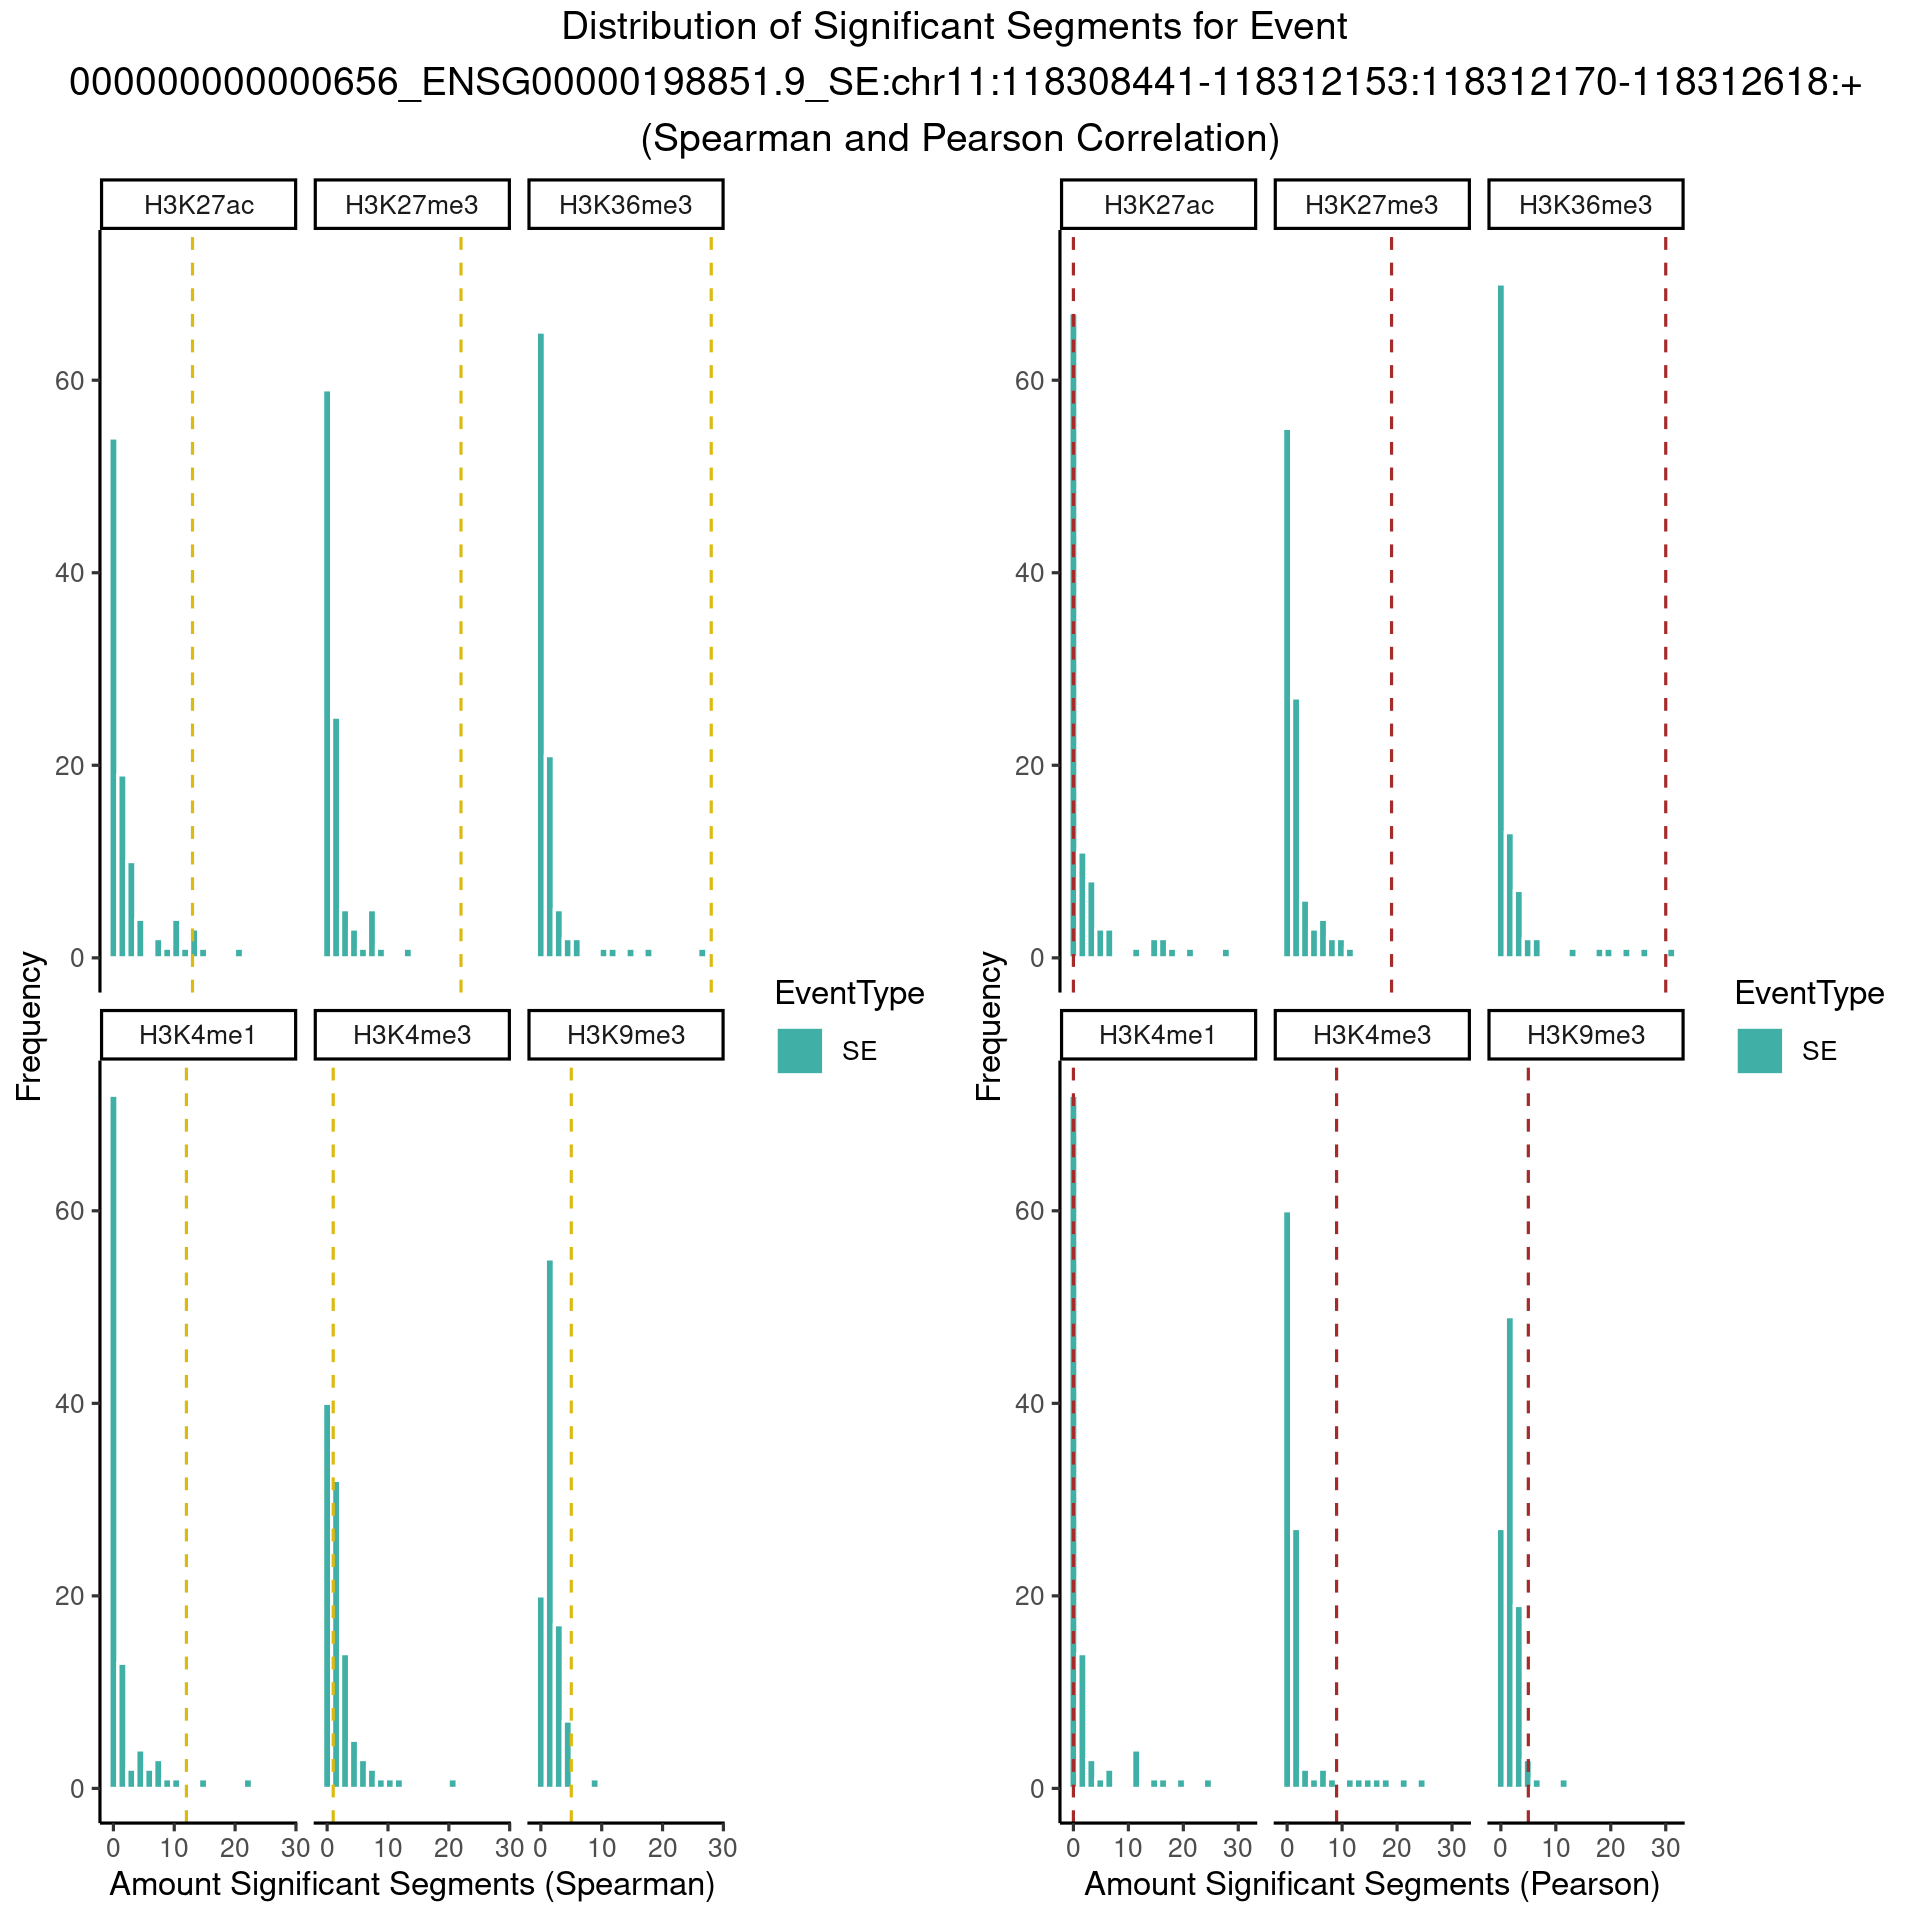 Distribution of Significant Segments for Event
000000000000656_ENSG00000198851.9_SE:chr11:118308441-118312153:118312170-118312618:+
(Spearman and Pearson Correlation)
H3K27ac H3K27me3 H3K36me3
60
40
20
0
H3K4me1 H3K4me3 H3K9me3
60
40
20
0
0 10 20 30 0 10 20 30 0 10 20 30
Frequency
Amount Significant Segments (Spearman)
EventType
SE
H3K27ac H3K27me3 H3K36me3
60
40
20
0
H3K4me1 H3K4me3 H3K9me3
60
40
20
0
0 10 20 30 0 10 20 30 0 10 20 30
Frequency
Amount Significant Segments (Pearson)
EventType
SE